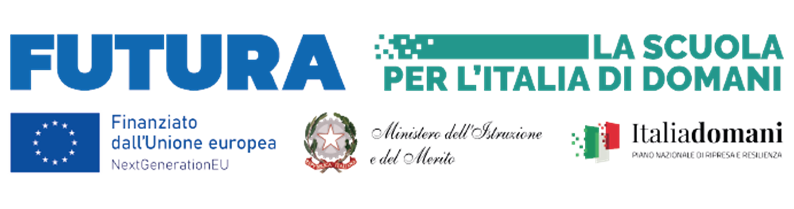 FUTURA
LA SCUOLA
PER L'ITALIA DI DOMANI
Finanziato
dall'Unione europea
NextGenerationEU
Ministero dell'Istruzione
e del Merito
Italiadomani
PIANO NAZIONALE DI RIPRESA E RESILIENZA